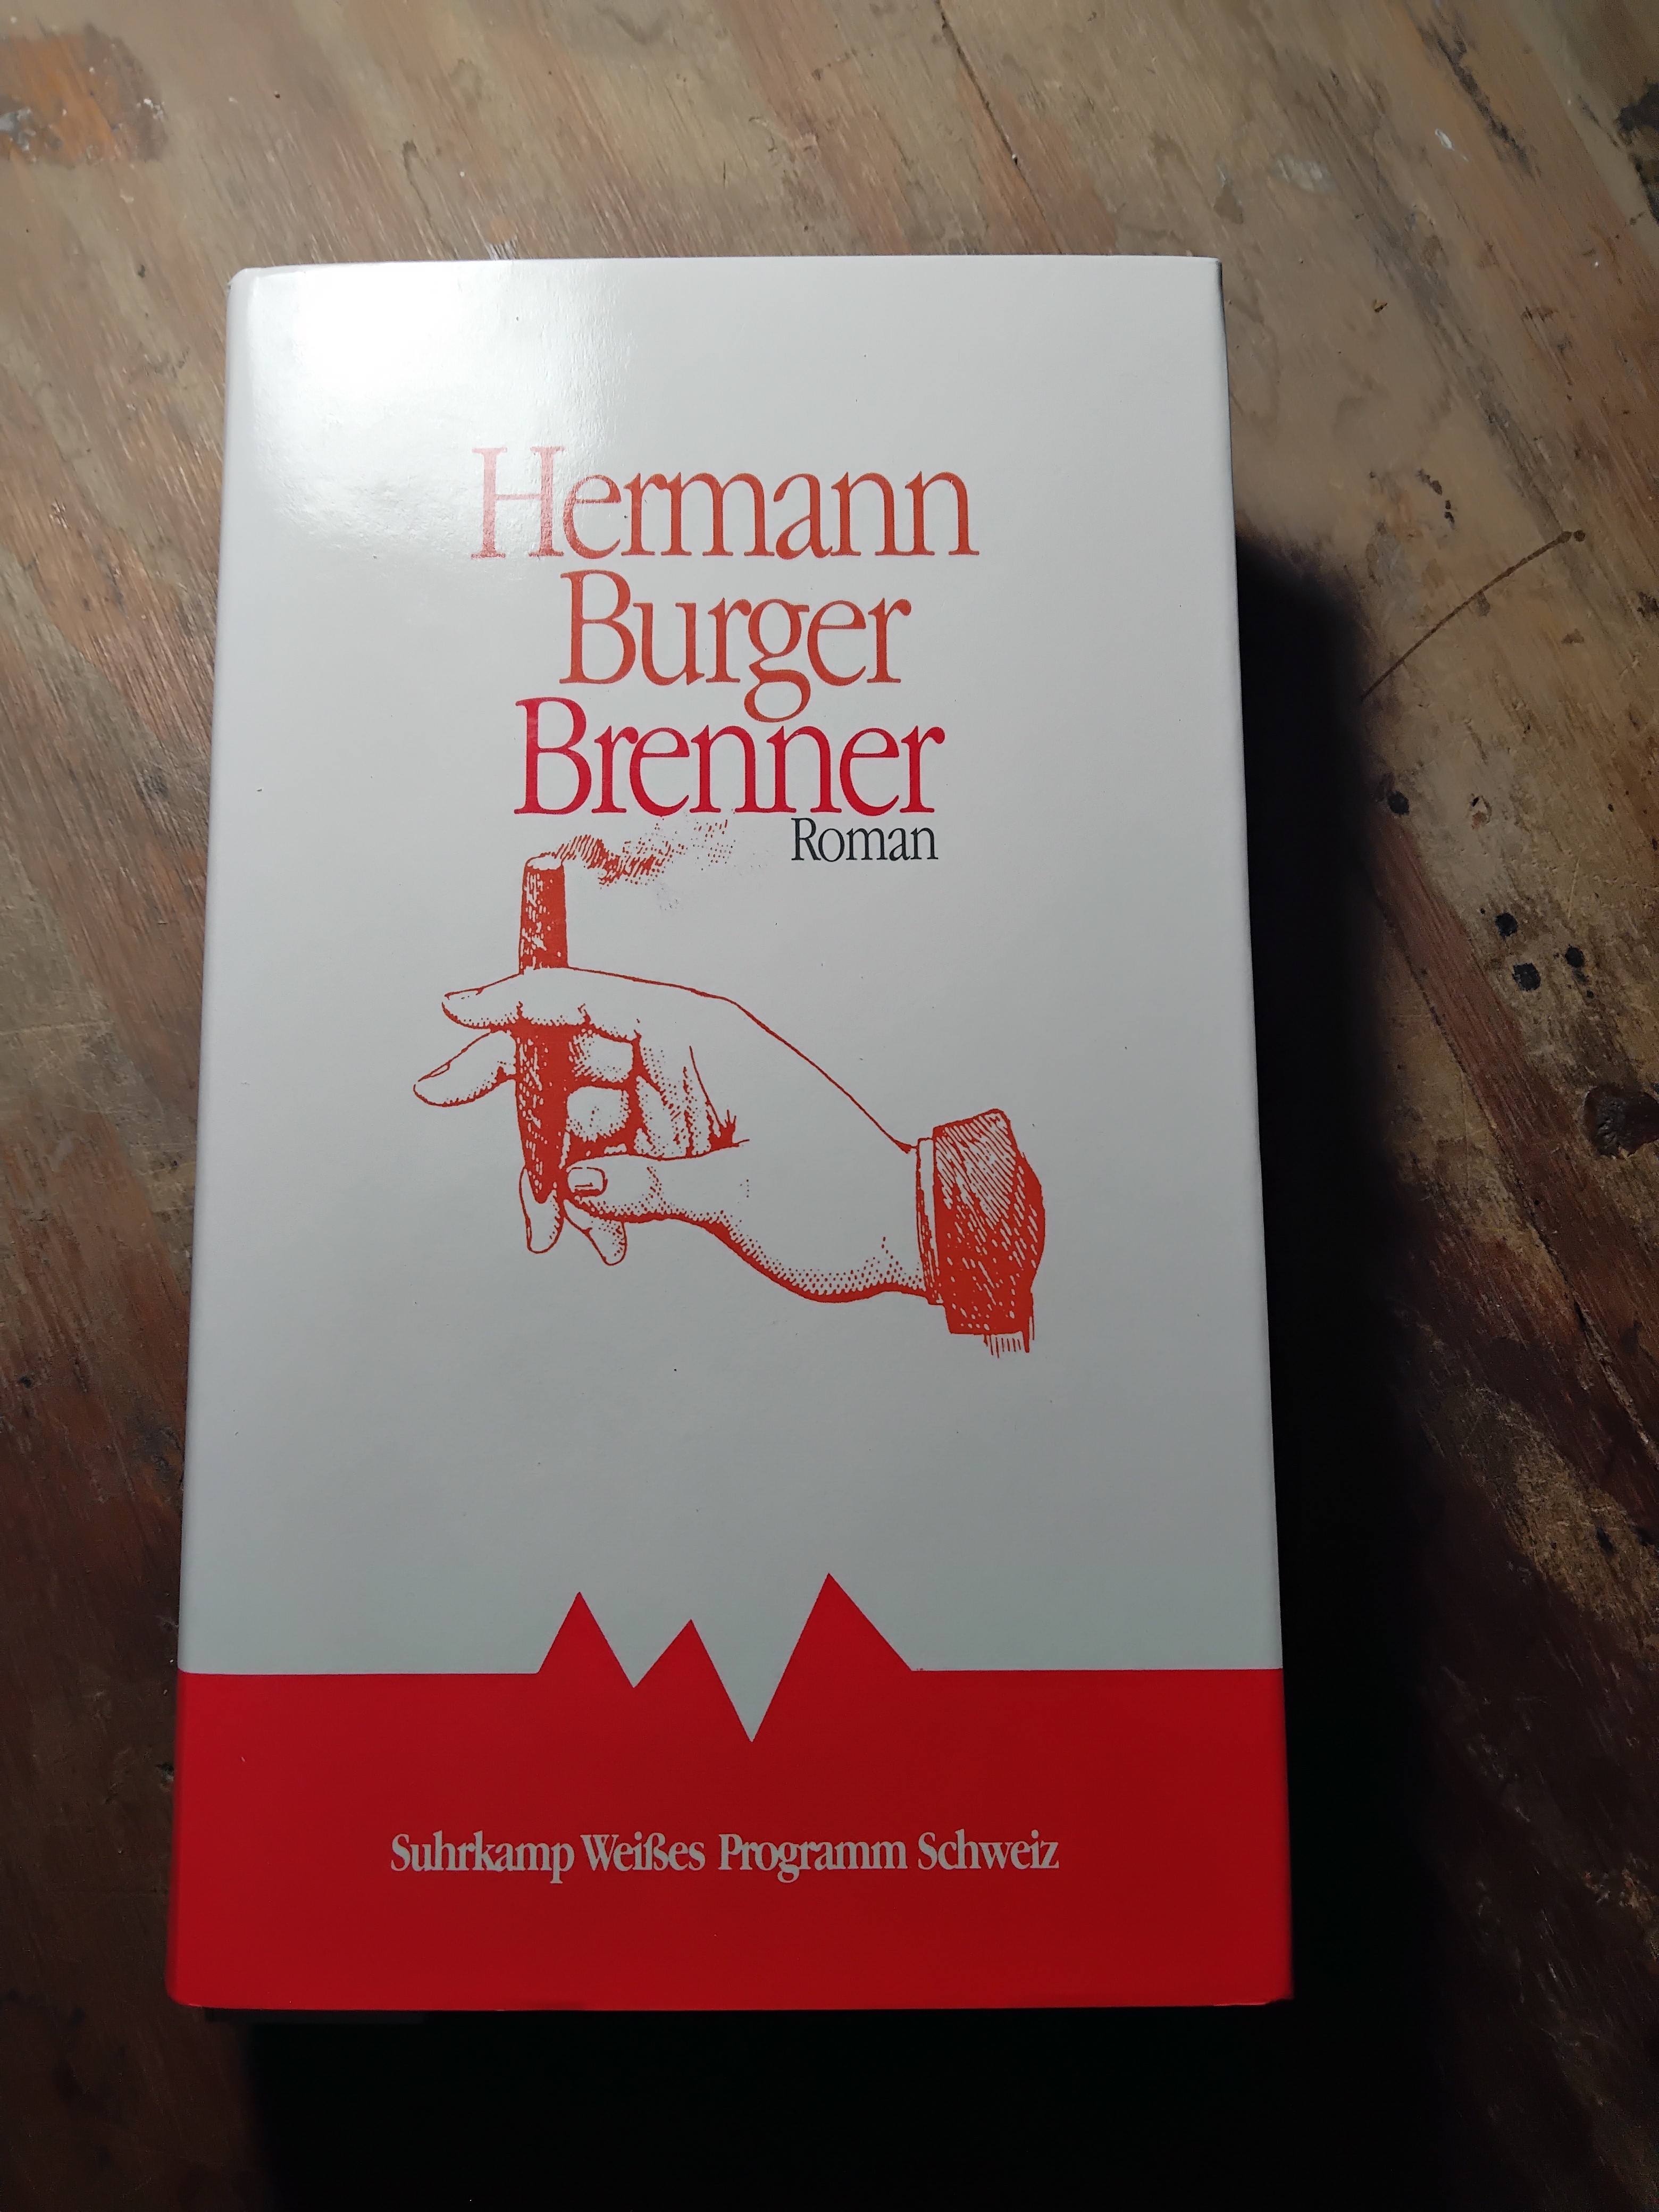 Hermann
Burger
Brenner
Roman
Suhrkamp Weißes Programm Schweiz